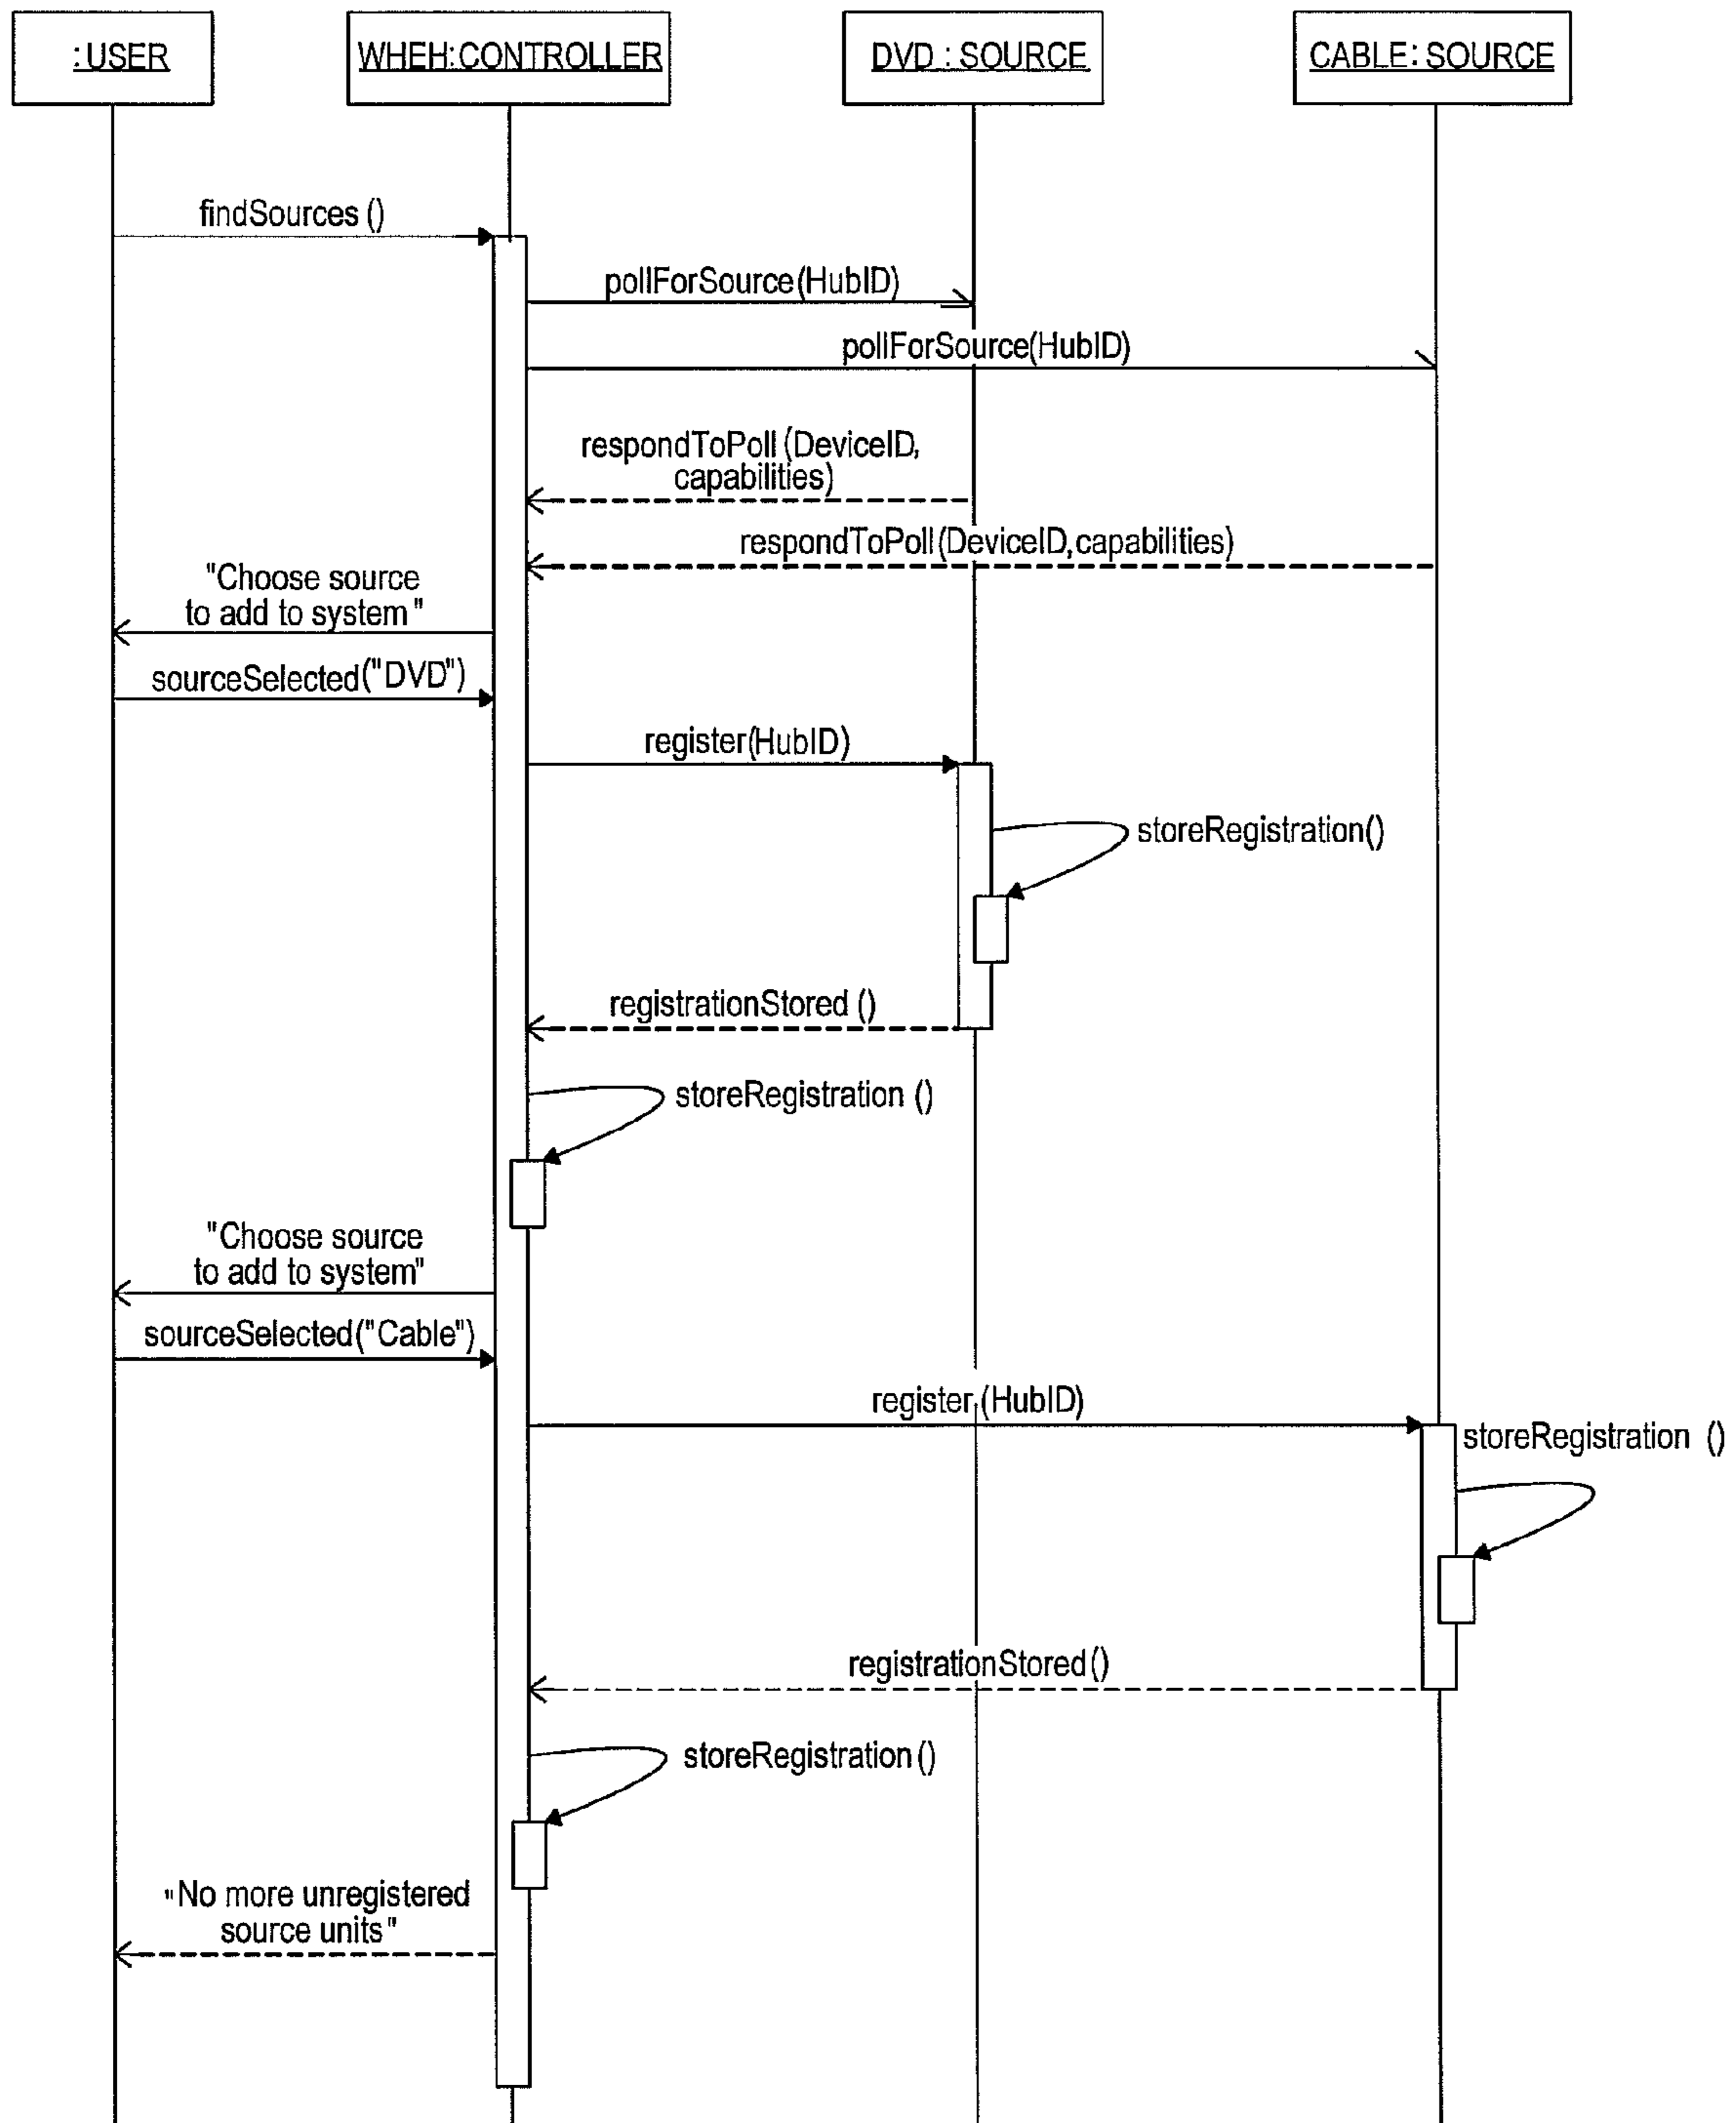 :USER
WHEH:CONTROLLER
DVD : SOURCE
CABLE: SOURCE
findSources ()
pollForSource (HubID)
pollForSource(HubID)
respondToPoll (DeviceID,
capabilities)
respondToPoll (DeviceID, capabilities)
"Choose source
to add to system "
sourceSelected ("DVD")
register(HubID)
storeRegistration()
registrationStored ()
storeRegistration ()
"Choose source
to add to system"
sourceSelected ("Cable")
register (HubID)
storeRegistration ()
registrationStored ()
storeRegistration ()
"No more unregistered
source units "